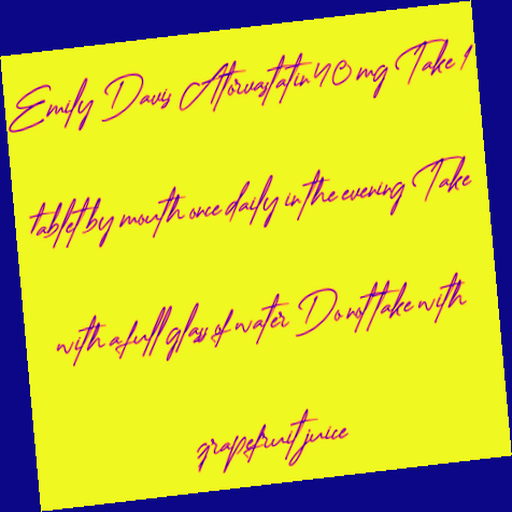 Emily Davis Atorvastatin 40 mg Take 1
tablet by mouth once daily in the evening Take
with a full glass of water Do not take with
grapefruit juice